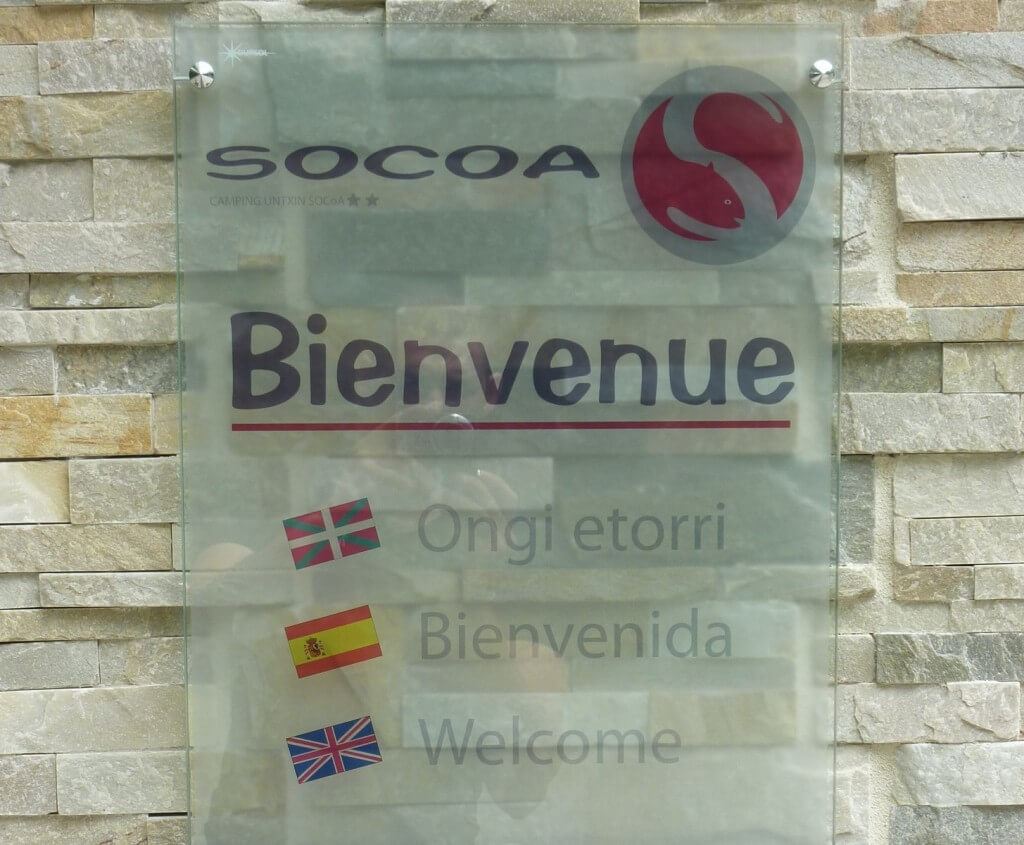 SOCOA
CAMPING UNTXIN SOCoA
Bienvenue
Ongi etorri
Bienvenida
Welcome